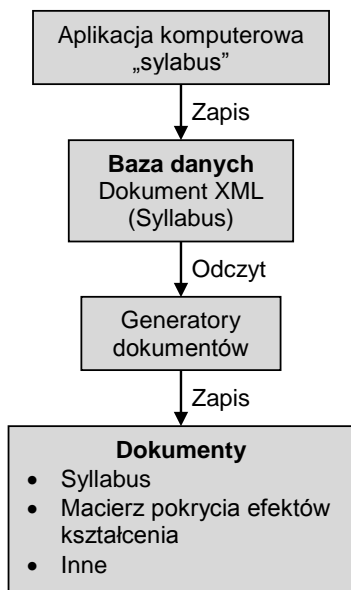 Aplikacja komputerowa
„sylabus”
Zapis
Baza danych
Dokument XML
(Syllabus)
Odczyt
Generatory
dokumentów
Zapis
Dokumenty
• Syllabus
• Macierz pokrycia efektów
kształcenia
• Inne